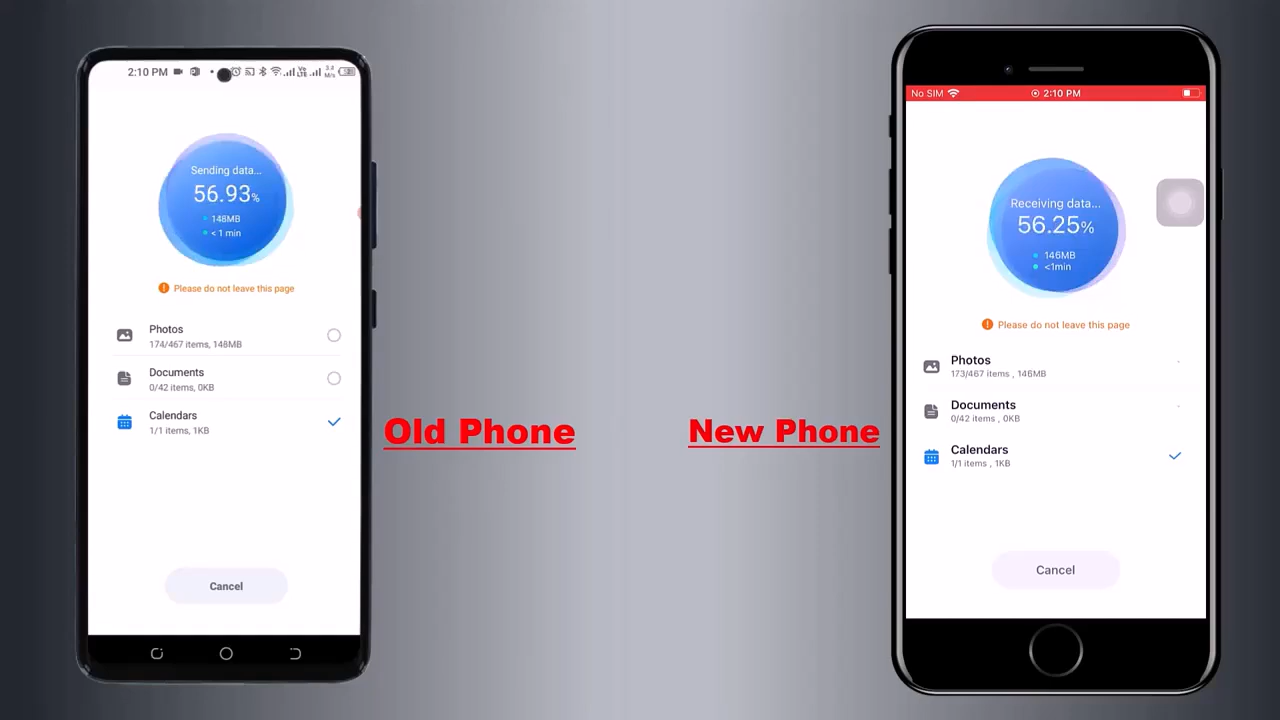 2:10 PM
Sending data...
56.93%
148MB
< 1 min
Please do not leave this page
Photos
174/467 items, 148MB
Documents
0/42 items, 0KB
Calendars
1/1 items, 1KB
Cancel
Old Phone
New Phone
No SIM
2:10 PM
Receiving data...
56.25%
146MB
<1min
Please do not leave this page
Photos
173/467 items , 146MB
Documents
0/42 items , 0KB
Calendars
1/1 items , 1KB
Cancel